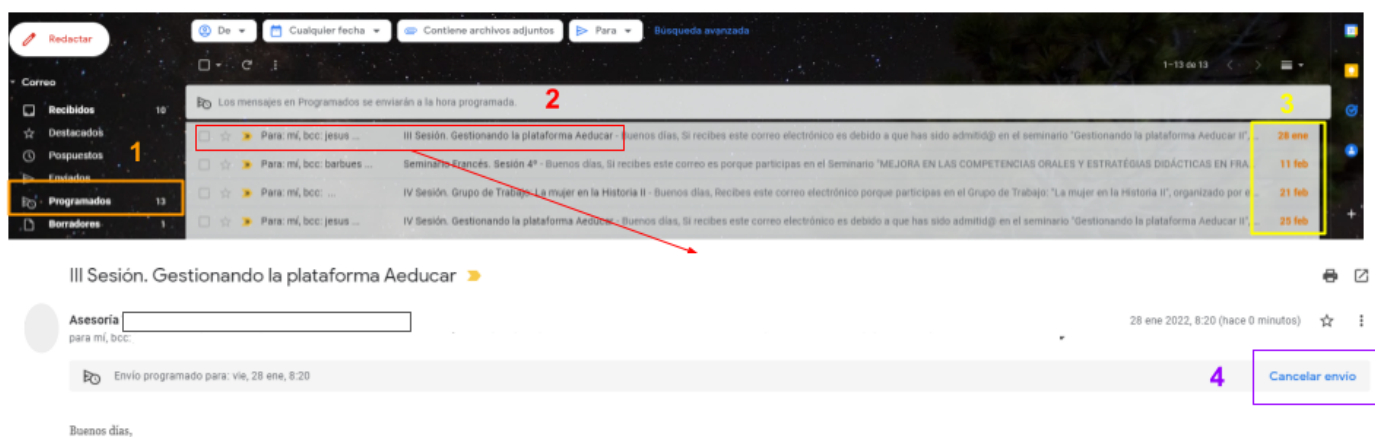 Redactar
De
Cualquier fecha
Contiene archivos adjuntos
Para
Búsqueda avanzada
1–13 de 13
Correo
Recibidos 10
Destacados
Pospuestos
Enviados
Programados 13
Borradores 1
1
Los mensajes en Programados se enviarán a la hora programada.
2
3
Para: mí, bcc: jesus ... III Sesión. Gestionando la plataforma Aeducar - Buenos días, Si recibes este correo electrónico es debido a que has sido admitid@ en el seminario "Gestionando la plataforma Aeducar II", ... 28 ene
Para: mí, bcc: barbues ... Seminario Francés. Sesión 4ª - Buenos días, Si recibes este correo es porque participas en el Seminario "MEJORA EN LAS COMPETENCIAS ORALES Y ESTRATÉGIAS DIDÁCTICAS EN FRA... 11 feb
Para: mí, bcc: ... IV Sesión. Grupo de Trabajo: La mujer en la Historia II - Buenos días, Recibes este correo electrónico porque participas en el Grupo de Trabajo: "La mujer en la Historia II", organizado por e... 21 feb
Para: mí, bcc: jesus ... IV Sesión. Gestionando la plataforma Aeducar - Buenos días, Si recibes este correo electrónico es debido a que has sido admitid@ en el seminario "Gestionando la plataforma Aeducar II", ... 25 feb
III Sesión. Gestionando la plataforma Aeducar
Asesoría
28 ene 2022, 8:20 (hace 0 minutos)
para mí, bcc:
Envío programado para: vie, 28 ene, 8:20
4
Cancelar envío
Buenos días,